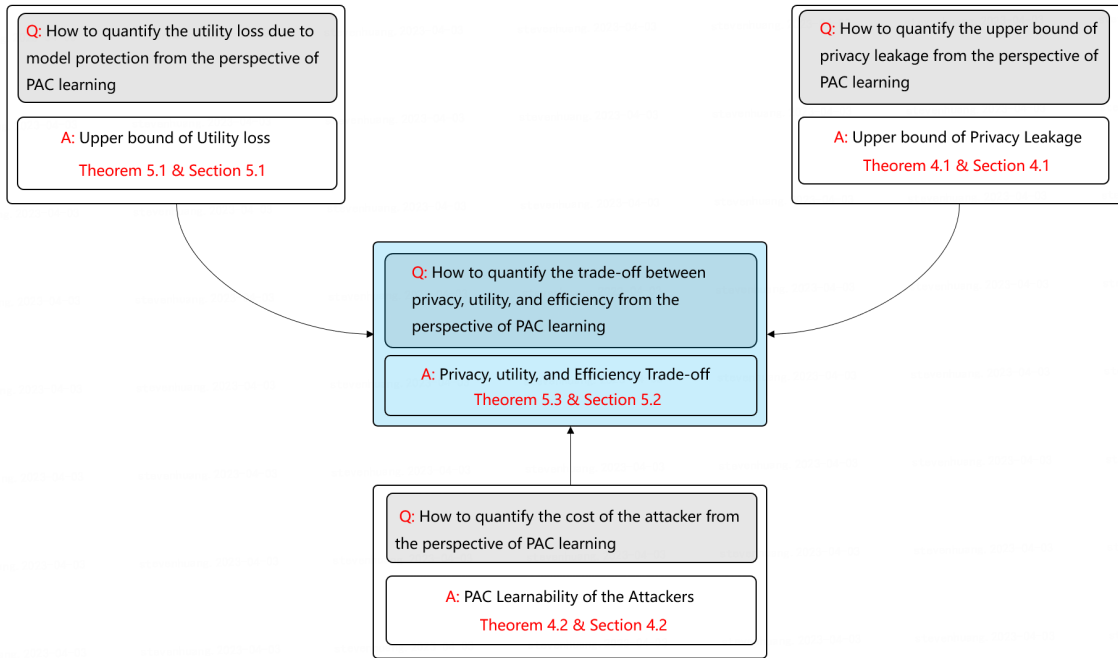 Q: How to quantify the utility loss due to
model protection from the perspective of
PAC learning
A: Upper bound of Utility loss
Theorem 5.1 & Section 5.1
Q: How to quantify the upper bound of
privacy leakage from the perspective of
PAC learning
A: Upper bound of Privacy Leakage
Theorem 4.1 & Section 4.1
Q: How to quantify the trade-off between
privacy, utility, and efficiency from the
perspective of PAC learning
A: Privacy, utility, and Efficiency Trade-off
Theorem 5.3 & Section 5.2
Q: How to quantify the cost of the attacker from
the perspective of PAC learning
A: PAC Learnability of the Attackers
Theorem 4.2 & Section 4.2